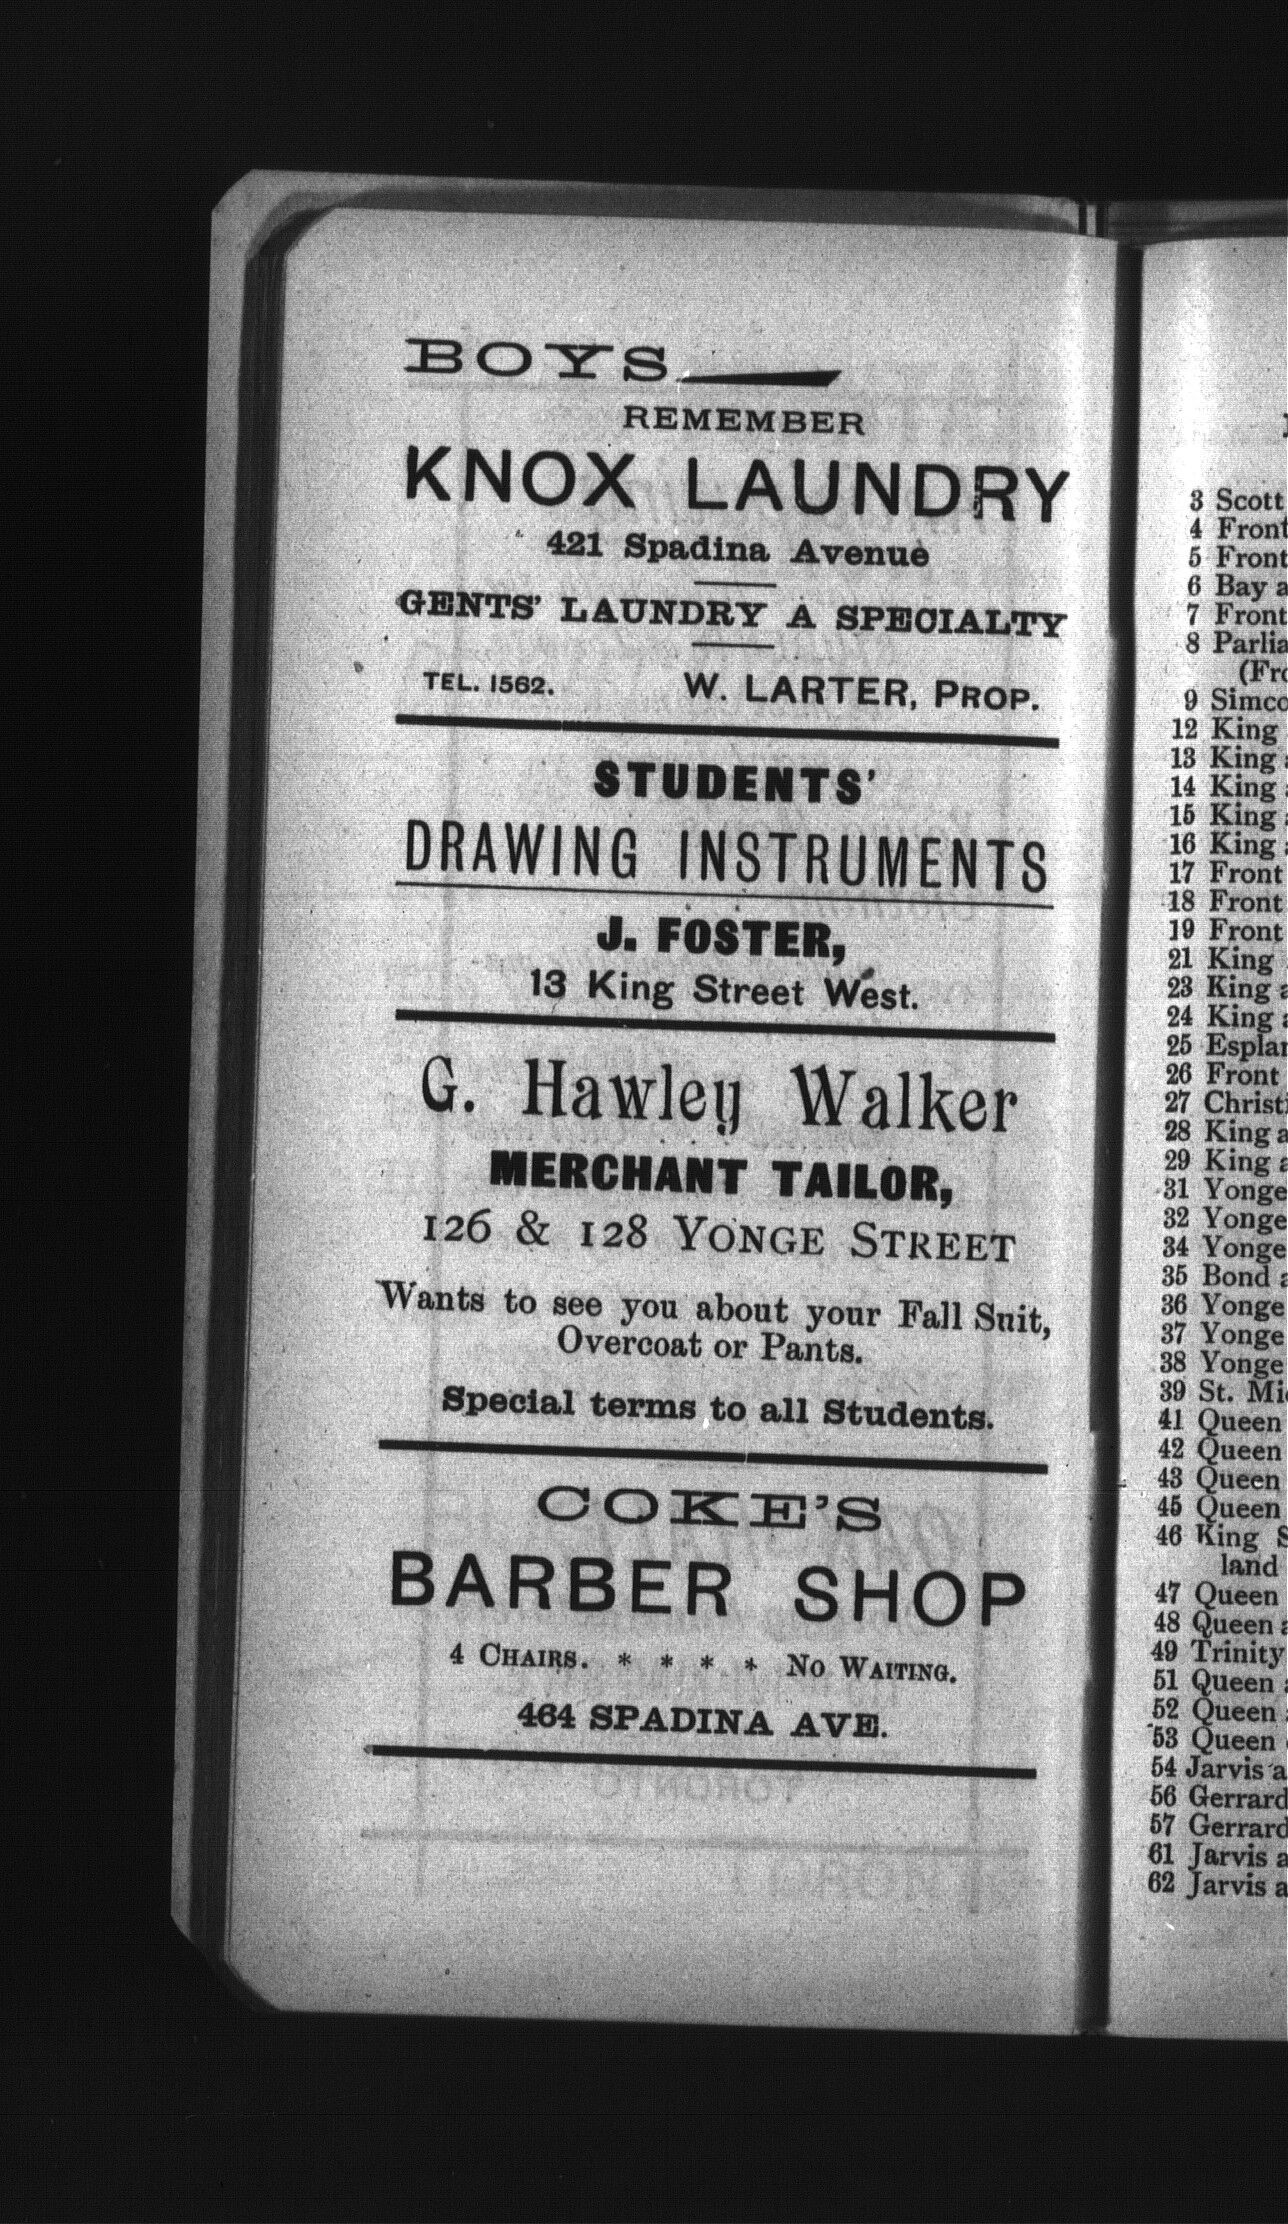 BOYS
REMEMBER
KNOX LAUNDRY
421 Spadina Avenue
GENTS' LAUNDRY A SPECIALTY
TEL. 1562. W. LARTER, PROP.
STUDENTS'
DRAWING INSTRUMENTS
J. FOSTER,
13 King Street West.
G. Hawley Walker
MERCHANT TAILOR,
126 & 128 YONGE STREET
Wants to see you about your Fall Suit,
Overcoat or Pants.
Special terms to all Students.
COKE'S
BARBER SHOP
4 CHAIRS. * * * * NO WAITING.
464 SPADINA AVE.
3 Scott
4 Front
5 Front
6 Bay a
7 Front
8 Parlia
(Fro
9 Simco
12 King
13 King a
14 King a
15 King a
16 King a
17 Front
18 Front
19 Front
21 King
23 King a
24 King a
25 Esplan
26 Front
27 Christi
28 King a
29 King a
31 Yonge
32 Yonge
34 Yonge
35 Bond a
36 Yonge
37 Yonge
38 Yonge
39 St. Mic
41 Queen
42 Queen
43 Queen
45 Queen
46 King S
land
47 Queen
48 Queen a
49 Trinity
51 Queen a
52 Queen a
53 Queen
54 Jarvis a
56 Gerrard
57 Gerrard
61 Jarvis a
62 Jarvis a